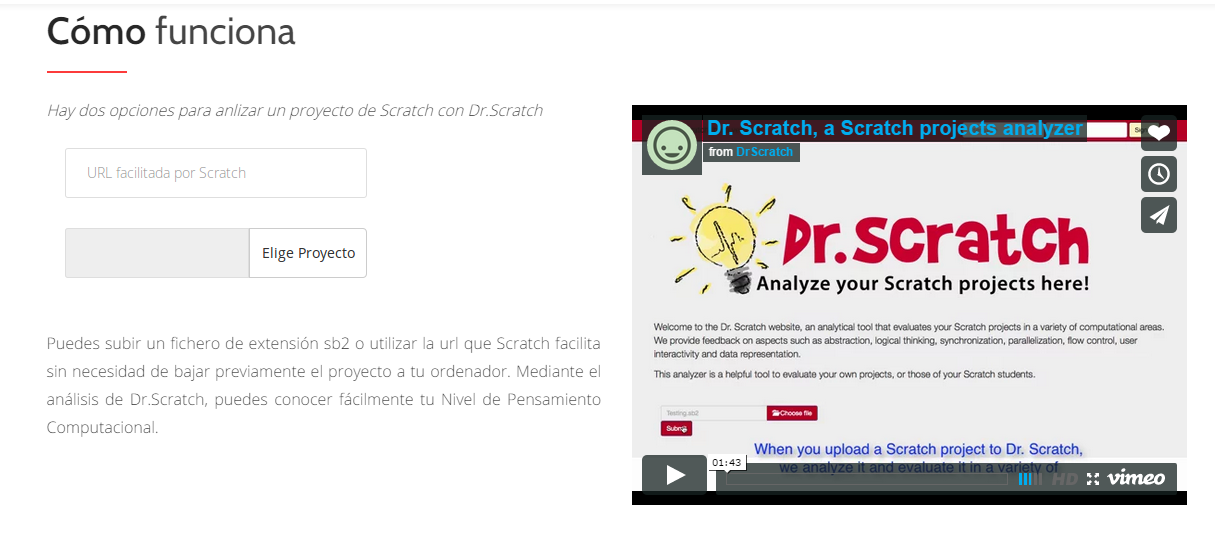 Cómo funciona
Hay dos opciones para anlizar un proyecto de Scratch con Dr.Scratch
URL facilitada por Scratch
Elige Proyecto
Puedes subir un fichero de extensión sb2 o utilizar la url que Scratch facilita
sin necesidad de bajar previamente el proyecto a tu ordenador. Mediante el
análisis de Dr.Scratch, puedes conocer fácilmente tu Nivel de Pensamiento
Computacional.
Dr. Scratch, a Scratch projects analyzer
from DrScratch
Dr.Scratch
Analyze your Scratch projects here!
Welcome to the Dr. Scratch website, an analytical tool that evaluates your Scratch projects in a variety of computational areas.
We provide feedback on aspects such as abstraction, logical thinking, synchronization, parallelization, flow control, user
interactivity and data representation.
This analyzer is a helpful tool to evaluate your own projects, or those of your Scratch students.
Testing.sb2 Choose file
Submit
When you upload a Scratch project to Dr. Scratch,
we analyze it and evaluate it in a variety of
01:43
HD vimeo